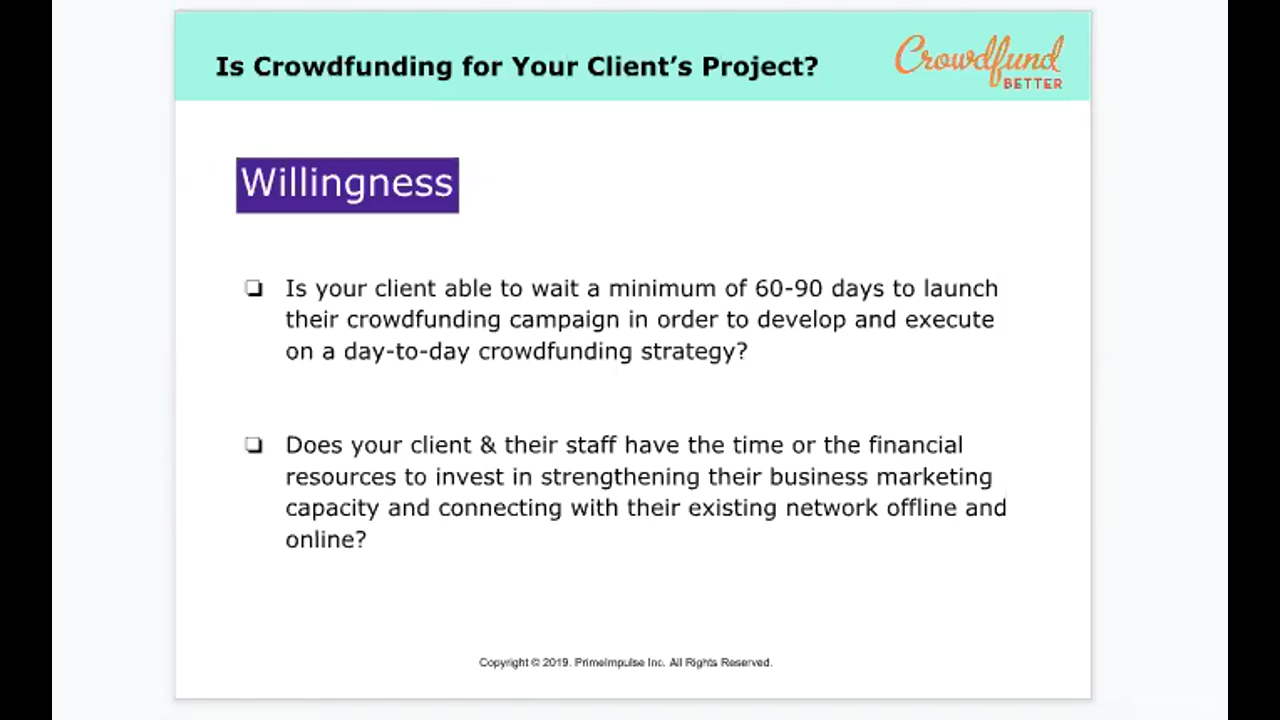 Is Crowdfunding for Your Client's Project?
Crowdfund
BETTER
Willingness
❏ Is your client able to wait a minimum of 60-90 days to launch
their crowdfunding campaign in order to develop and execute
on a day-to-day crowdfunding strategy?
❏ Does your client & their staff have the time or the financial
resources to invest in strengthening their business marketing
capacity and connecting with their existing network offline and
online?
Copyright © 2019. PrimeImpulse Inc. All Rights Reserved.